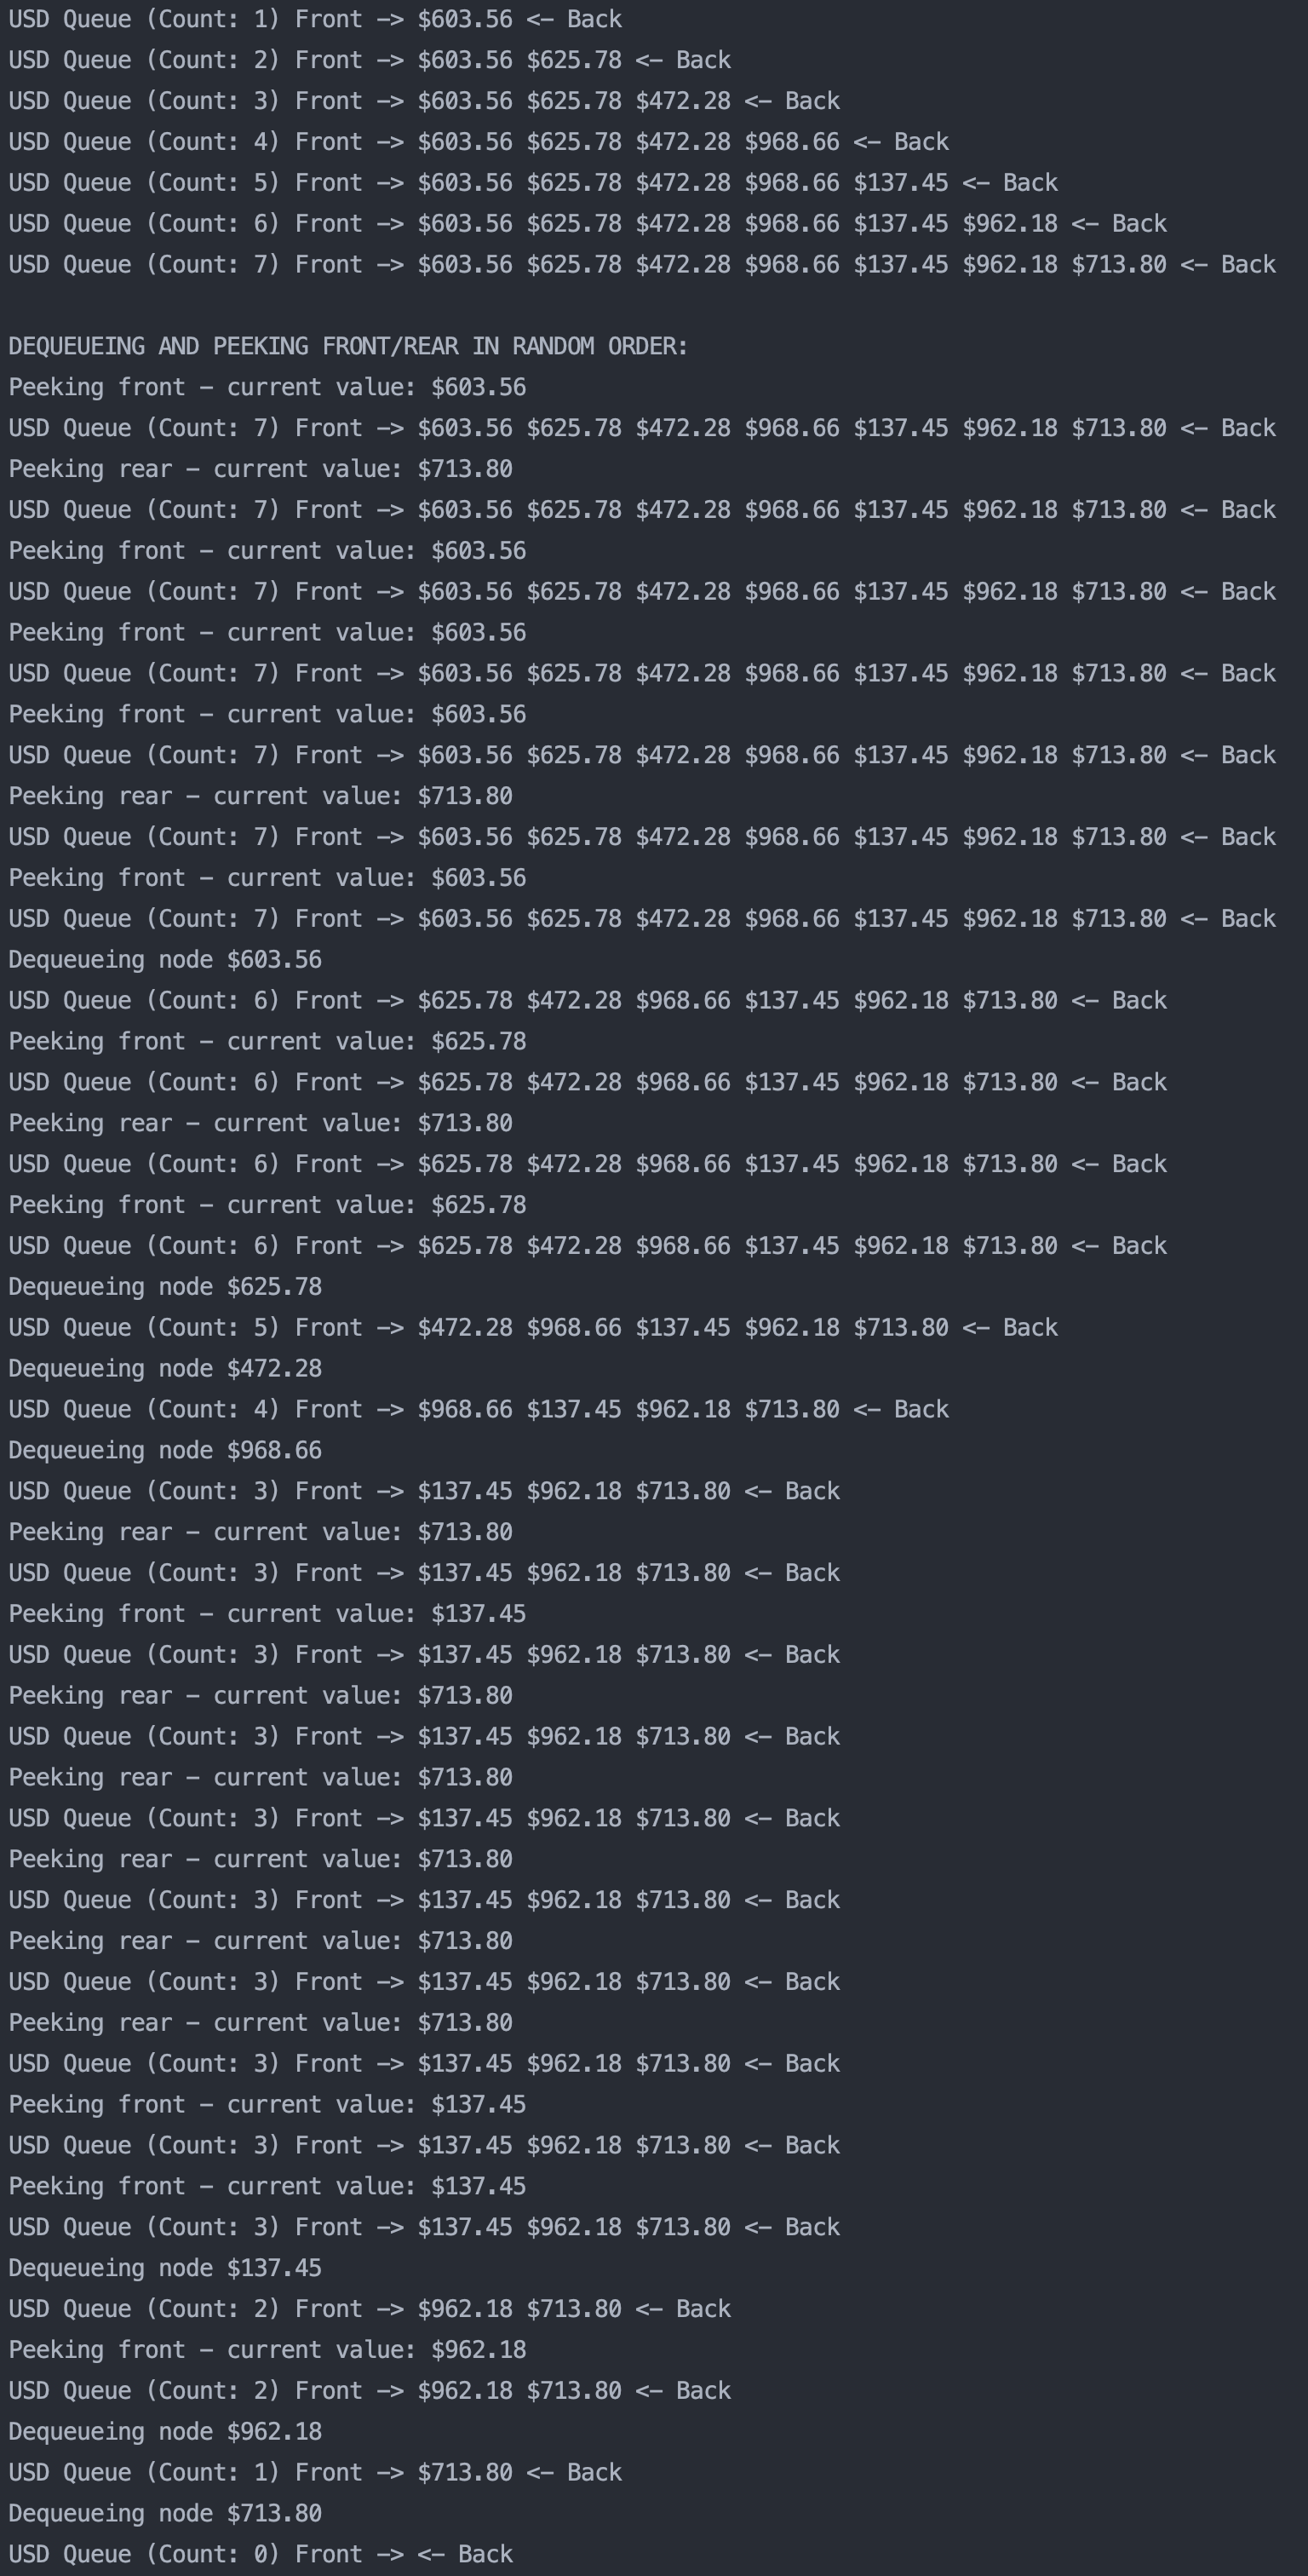 USD Queue (Count: 1) Front -> $603.56 <- Back
USD Queue (Count: 2) Front -> $603.56 $625.78 <- Back
USD Queue (Count: 3) Front -> $603.56 $625.78 $472.28 <- Back
USD Queue (Count: 4) Front -> $603.56 $625.78 $472.28 $968.66 <- Back
USD Queue (Count: 5) Front -> $603.56 $625.78 $472.28 $968.66 $137.45 <- Back
USD Queue (Count: 6) Front -> $603.56 $625.78 $472.28 $968.66 $137.45 $962.18 <- Back
USD Queue (Count: 7) Front -> $603.56 $625.78 $472.28 $968.66 $137.45 $962.18 $713.80 <- Back

DEQUEUEING AND PEEKING FRONT/REAR IN RANDOM ORDER:
Peeking front - current value: $603.56
USD Queue (Count: 7) Front -> $603.56 $625.78 $472.28 $968.66 $137.45 $962.18 $713.80 <- Back
Peeking rear - current value: $713.80
USD Queue (Count: 7) Front -> $603.56 $625.78 $472.28 $968.66 $137.45 $962.18 $713.80 <- Back
Peeking front - current value: $603.56
USD Queue (Count: 7) Front -> $603.56 $625.78 $472.28 $968.66 $137.45 $962.18 $713.80 <- Back
Peeking front - current value: $603.56
USD Queue (Count: 7) Front -> $603.56 $625.78 $472.28 $968.66 $137.45 $962.18 $713.80 <- Back
Peeking front - current value: $603.56
USD Queue (Count: 7) Front -> $603.56 $625.78 $472.28 $968.66 $137.45 $962.18 $713.80 <- Back
Peeking rear - current value: $713.80
USD Queue (Count: 7) Front -> $603.56 $625.78 $472.28 $968.66 $137.45 $962.18 $713.80 <- Back
Peeking front - current value: $603.56
USD Queue (Count: 7) Front -> $603.56 $625.78 $472.28 $968.66 $137.45 $962.18 $713.80 <- Back
Dequeueing node $603.56
USD Queue (Count: 6) Front -> $625.78 $472.28 $968.66 $137.45 $962.18 $713.80 <- Back
Peeking front - current value: $625.78
USD Queue (Count: 6) Front -> $625.78 $472.28 $968.66 $137.45 $962.18 $713.80 <- Back
Peeking rear - current value: $713.80
USD Queue (Count: 6) Front -> $625.78 $472.28 $968.66 $137.45 $962.18 $713.80 <- Back
Peeking front - current value: $625.78
USD Queue (Count: 6) Front -> $625.78 $472.28 $968.66 $137.45 $962.18 $713.80 <- Back
Dequeueing node $625.78
USD Queue (Count: 5) Front -> $472.28 $968.66 $137.45 $962.18 $713.80 <- Back
Dequeueing node $472.28
USD Queue (Count: 4) Front -> $968.66 $137.45 $962.18 $713.80 <- Back
Dequeueing node $968.66
USD Queue (Count: 3) Front -> $137.45 $962.18 $713.80 <- Back
Peeking rear - current value: $713.80
USD Queue (Count: 3) Front -> $137.45 $962.18 $713.80 <- Back
Peeking front - current value: $137.45
USD Queue (Count: 3) Front -> $137.45 $962.18 $713.80 <- Back
Peeking rear - current value: $713.80
USD Queue (Count: 3) Front -> $137.45 $962.18 $713.80 <- Back
Peeking rear - current value: $713.80
USD Queue (Count: 3) Front -> $137.45 $962.18 $713.80 <- Back
Peeking rear - current value: $713.80
USD Queue (Count: 3) Front -> $137.45 $962.18 $713.80 <- Back
Peeking rear - current value: $713.80
USD Queue (Count: 3) Front -> $137.45 $962.18 $713.80 <- Back
Peeking rear - current value: $713.80
USD Queue (Count: 3) Front -> $137.45 $962.18 $713.80 <- Back
Peeking front - current value: $137.45
USD Queue (Count: 3) Front -> $137.45 $962.18 $713.80 <- Back
Peeking front - current value: $137.45
USD Queue (Count: 3) Front -> $137.45 $962.18 $713.80 <- Back
Dequeueing node $137.45
USD Queue (Count: 2) Front -> $962.18 $713.80 <- Back
Peeking front - current value: $962.18
USD Queue (Count: 2) Front -> $962.18 $713.80 <- Back
Dequeueing node $962.18
USD Queue (Count: 1) Front -> $713.80 <- Back
Dequeueing node $713.80
USD Queue (Count: 0) Front -> <- Back